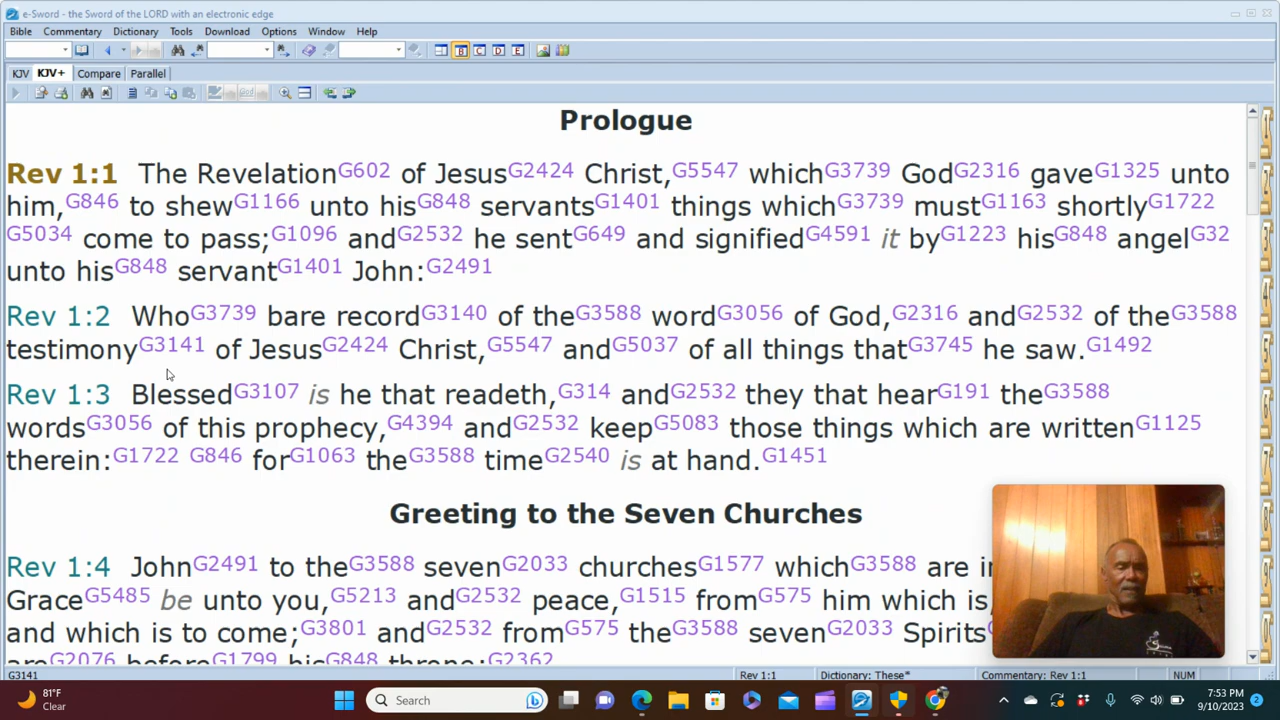 e-Sword - the Sword of the LORD with an electronic edge
Bible Commentary Dictionary Tools Download Options Window Help
B C D E
KJV KJV+ Compare Parallel
God
Prologue
Rev 1:1 The RevelationG602 of JesusG2424 Christ,G5547 whichG3739 GodG2316 gaveG1325 unto
him,G846 to shewG1166 unto hisG848 servantsG1401 things whichG3739 mustG1163 shortlyG1722
G5034 come to pass;G1096 andG2532 he sentG649 and signifiedG4591 it byG1223 hisG848 angelG32
unto hisG848 servantG1401 John:G2491
Rev 1:2 WhoG3739 bare recordG3140 of theG3588 wordG3056 of God,G2316 andG2532 of theG3588
testimonyG3141 of JesusG2424 Christ,G5547 andG5037 of all things thatG3745 he saw.G1492
Rev 1:3 BlessedG3107 is he that readeth,G314 andG2532 they that hearG191 theG3588
wordsG3056 of this prophecy,G4394 andG2532 keepG5083 those things which are writtenG1125
therein:G1722 G846 forG1063 theG3588 timeG2540 is at hand.G1451
Greeting to the Seven Churches
Rev 1:4 JohnG2491 to theG3588 sevenG2033 churchesG1577 whichG3588 are
GraceG5485 be unto you,G5213 andG2532 peace,G1515 fromG575 him which is,
and which is to come;G3801 andG2532 fromG575 theG3588 sevenG2033 Spirits
areG2076 beforeG1799 hisG848 throne;G2362
G3141 Rev 1:1 Dictionary: These* Commentary: Rev 1:1 NUM
81°F
Clear
Search
7:53 PM
9/10/2023
2